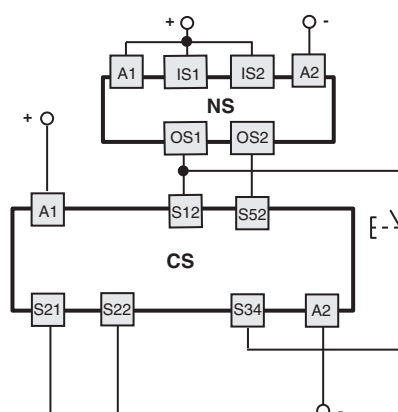 + -
A1 IS1 IS2 A2
NS
OS1 OS2
+
A1 S12 S52
CS
S21 S22 S34 A2
-